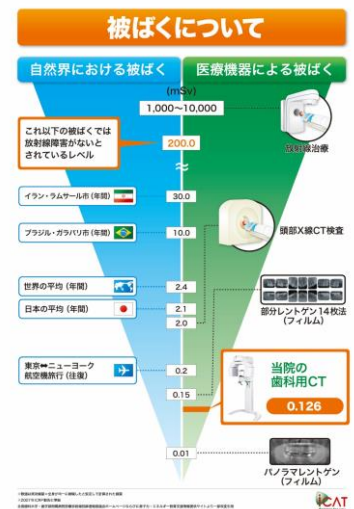 被ばくについて
自然界における被ばく
医療機器による被ばく
(mSv)
1,000〜10,000
放射線治療
これ以下の被ばくでは
放射線障害がないと
されているレベル
200.0
イラン・ラムサール市（年間）
30.0
ブラジル・ガラパリ市（年間）
10.0
頭部X線CT検査
世界の平均（年間）
2.4
日本の平均（年間）
2.1
2.0
部分レントゲン14枚法
（フィルム）
東京⇔ニューヨーク
航空機旅行（往復）
0.2
0.15
当院の
歯科用CT
0.126
0.01
パノラマレントゲン
（フィルム）
iCAT